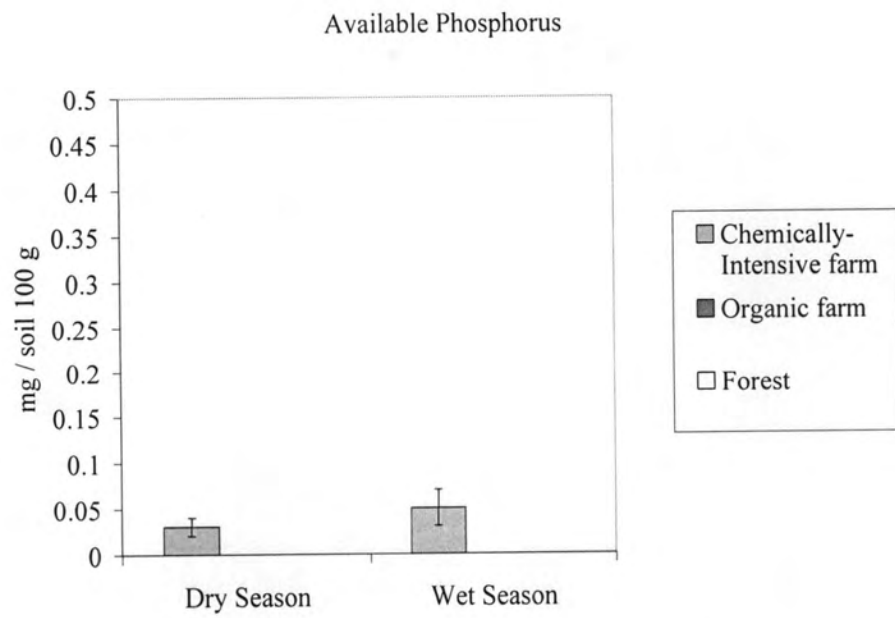 Available Phosphorus
0.5
0.45
0.4
0.35
0.3
0.25
0.2
0.15
0.1
0.05
0
mg / soil 100 g
Dry Season
Wet Season
Chemically-
Intensive farm
Organic farm
Forest